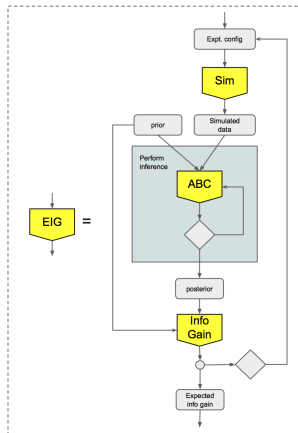 Expt. config
Sim
prior
Simulated
data
Perform
inference
ABC
EIG
=
posterior
Info
Gain
Expected
info gain